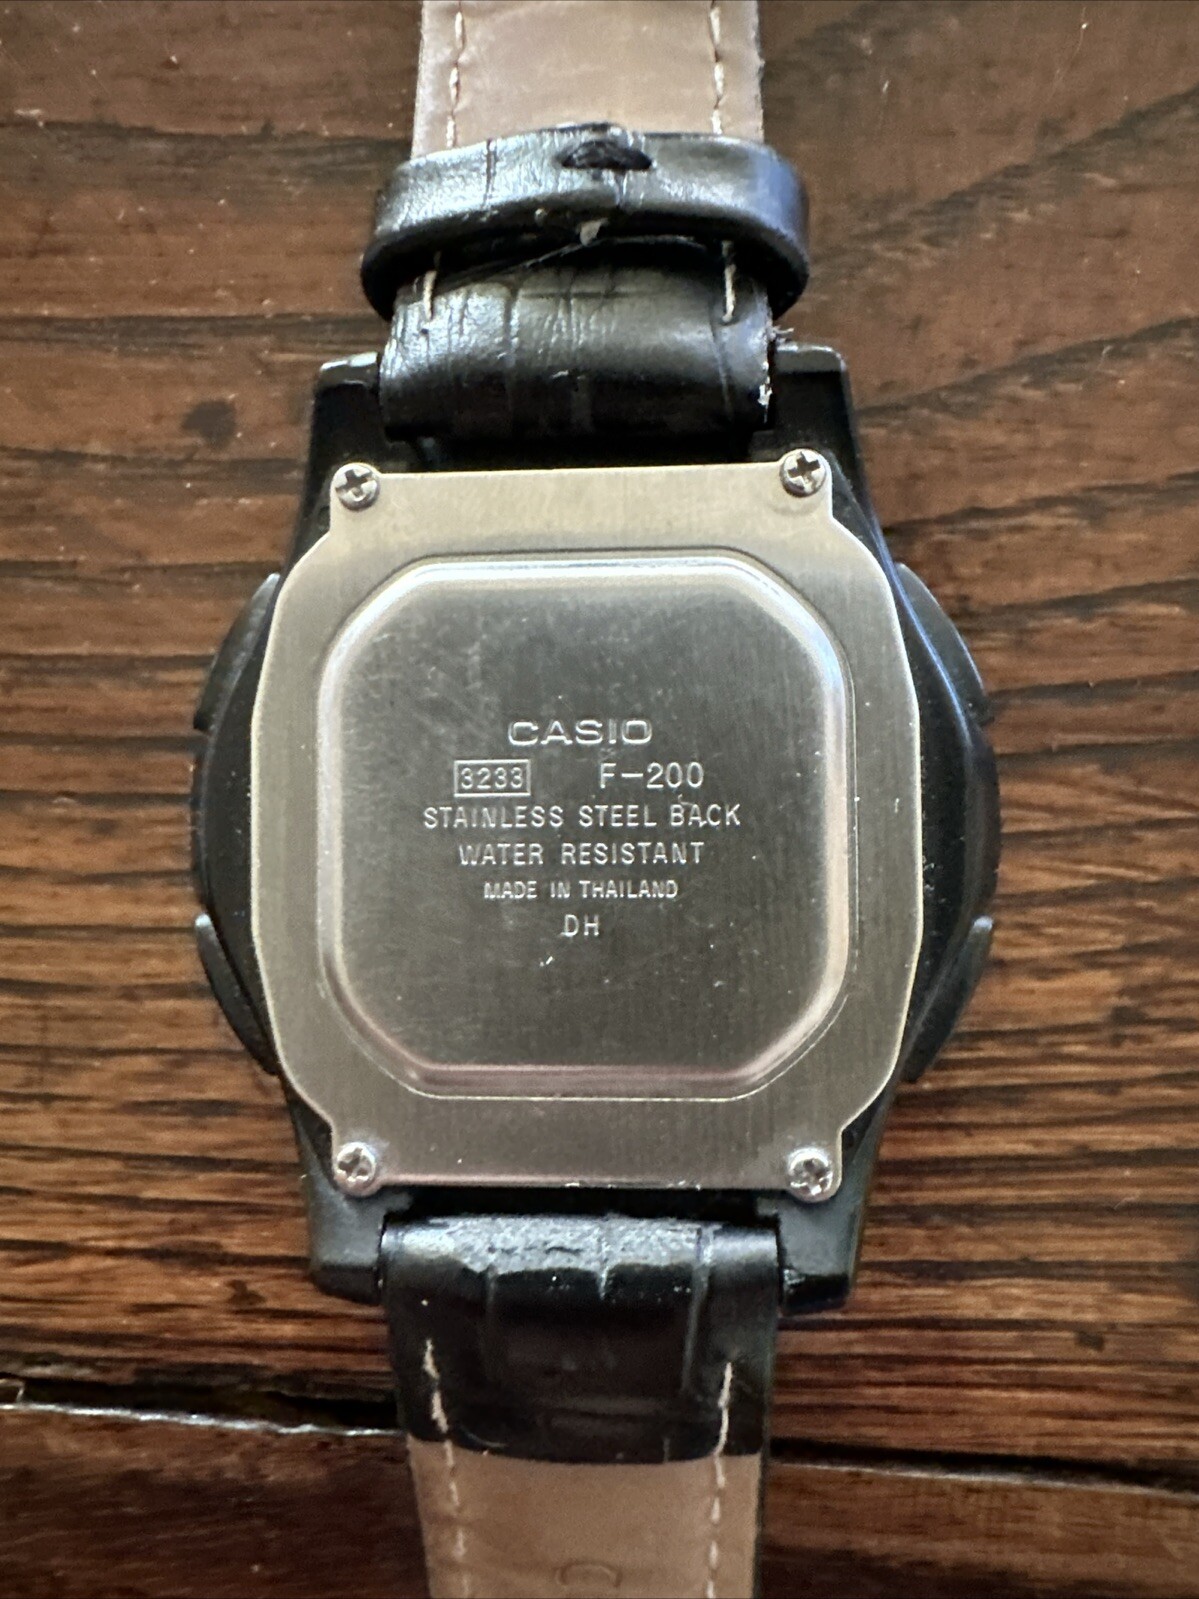 CASIO
3233 F-200
STAINLESS STEEL BACK
WATER RESISTANT
MADE IN THAILAND
DH